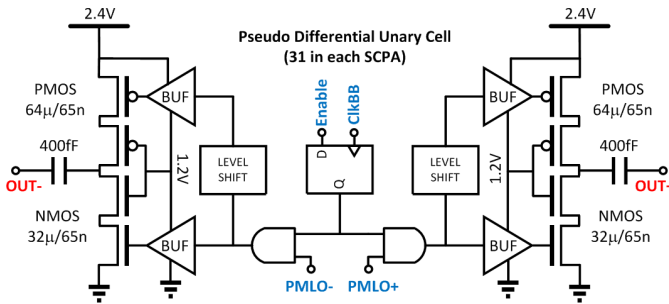 2.4V
2.4V
Pseudo Differential Unary Cell
(31 in each SCPA)
PMOS
64µ/65n
BUF
Enable
ClkBB
BUF
PMOS
64µ/65n
400fF
1.2V
LEVEL
SHIFT
D
Q
LEVEL
SHIFT
1.2V
400fF
OUT-
OUT-
NMOS
32µ/65n
BUF
BUF
NMOS
32µ/65n
PMLO-
PMLO+